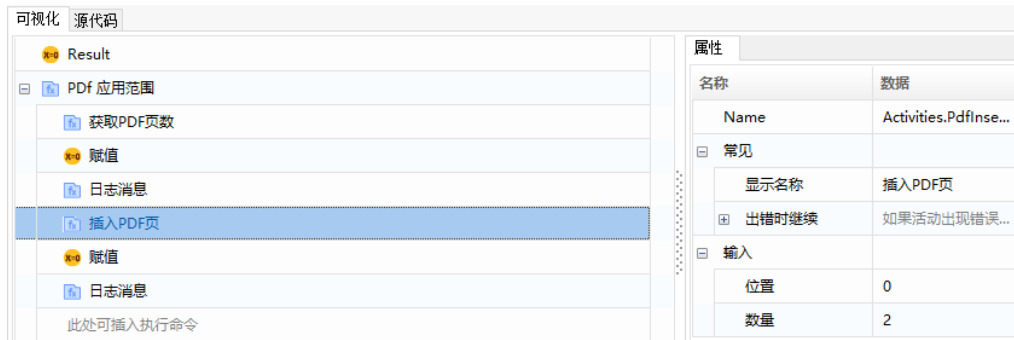 可视化 源代码
Result
PDf 应用范围
获取PDF页数
赋值
日志消息
插入PDF页
赋值
日志消息
此处可插入执行命令
属性
名称 数据
Name Activities.PdfInse...
常见
显示名称 插入PDF页
出错时继续 如果活动出现错误...
输入
位置 0
数量 2